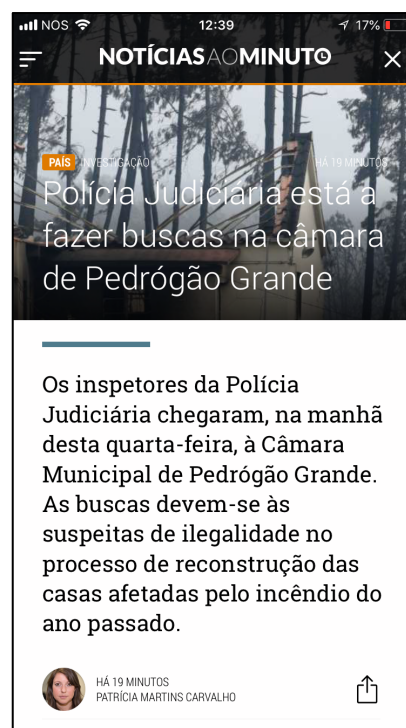 NOS 12:39 17%
NOTÍCIAS AO MINUTO
PAÍS INVESTIGAÇÃO HÁ 19 MINUTOS
Polícia Judiciária está a
fazer buscas na câmara
de Pedrógão Grande
Os inspetores da Polícia
Judiciária chegaram, na manhã
desta quarta-feira, à Câmara
Municipal de Pedrógão Grande.
As buscas devem-se às
suspeitas de ilegalidade no
processo de reconstrução das
casas afetadas pelo incêndio do
ano passado.
HÁ 19 MINUTOS
PATRÍCIA MARTINS CARVALHO